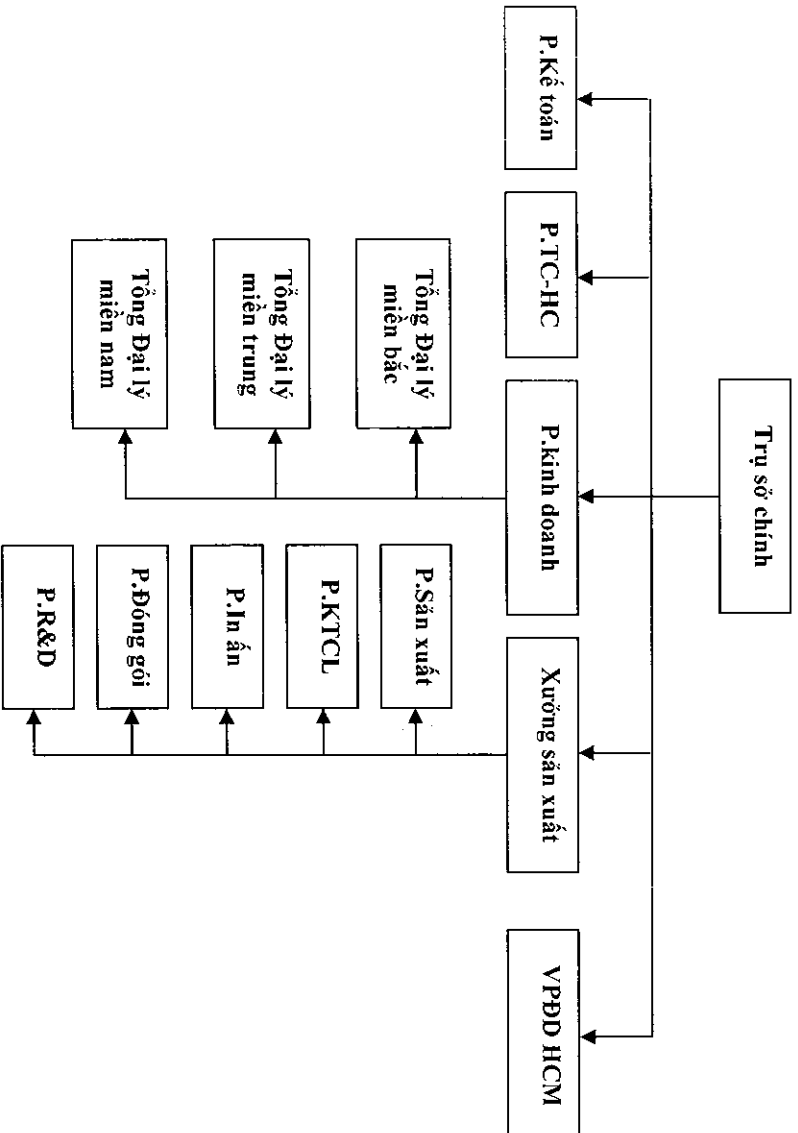 Trụ sở chính
P.Kế toán
P.TC-HC
P.kinh doanh
Xưởng sản xuất
VPĐD HCM
Tổng Đại lý
miền bắc
Tổng Đại lý
miền trung
Tổng Đại lý
miền nam
P.Sản xuất
P.KTCL
P.In ấn
P.Đóng gói
P.R&D